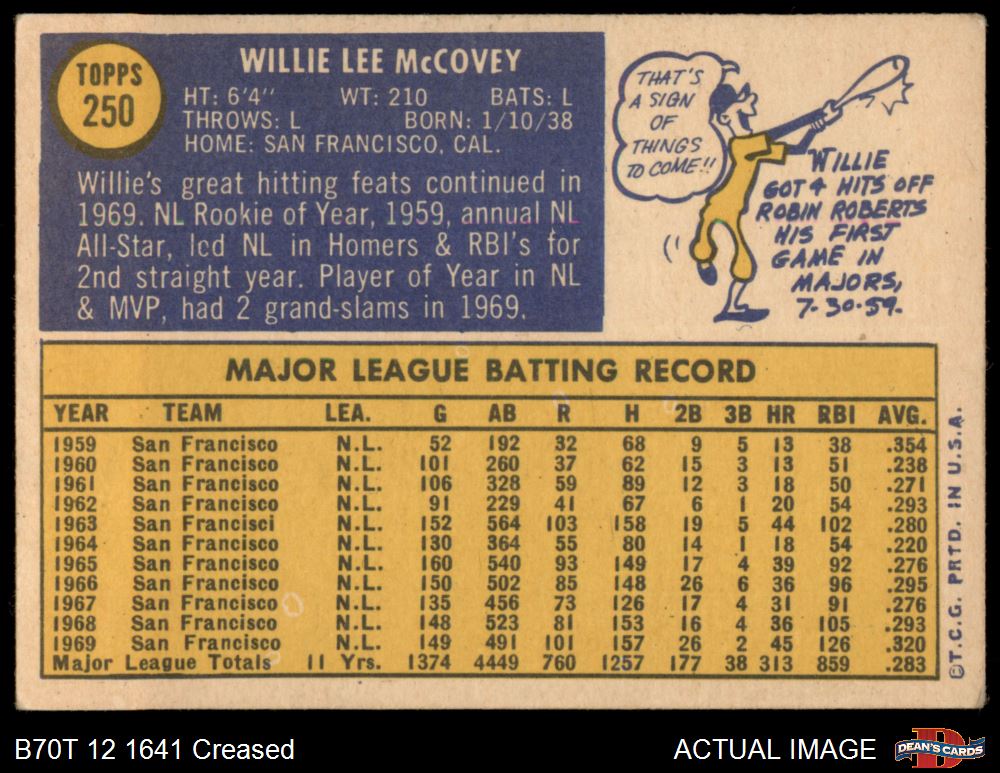 TOPPS
250
WILLIE LEE McCOVEY
HT: 6'4'' WT: 210 BATS: L
THROWS: L BORN: 1/10/38
HOME: SAN FRANCISCO, CAL.
Willie's great hitting feats continued in
1969. NL Rookie of Year, 1959, annual NL
All-Star, lcd NL in Homers & RBI's for
2nd straight year. Player of Year in NL
& MVP, had 2 grand-slams in 1969.
THAT'S
A SIGN
OF
THINGS
TO COME!!
WILLIE
GOT 4 HITS OFF
ROBIN ROBERTS
HIS FIRST
GAME IN
MAJORS,
7-30-59.
MAJOR LEAGUE BATTING RECORD
YEAR TEAM LEA. G AB R H 2B 3B HR RBI AVG.
1959 San Francisco N.L. 52 192 32 68 9 5 13 38 .354
1960 San Francisco N.L. 101 260 37 62 15 3 13 51 .238
1961 San Francisco N.L. 106 328 59 89 12 3 18 50 .271
1962 San Francisco N.L. 91 229 41 67 6 1 20 54 .293
1963 San Francisci N.L. 152 564 103 158 19 5 44 102 .280
1964 San Francisco N.L. 130 364 55 80 14 1 18 54 .220
1965 San Francisco N.L. 160 540 93 149 17 4 39 92 .276
1966 San Francisco N.L. 150 502 85 148 26 6 36 96 .295
1967 San Francisco N.L. 135 456 73 126 17 4 31 91 .276
1968 San Francisco N.L. 148 523 81 153 16 4 36 105 .293
1969 San Francisco N.L. 149 491 101 157 26 2 45 126 .320
Major League Totals 11 Yrs. 1374 4449 760 1257 177 38 313 859 .283
©T.C.G. PRTD. IN U.S.A.
B70T 12 1641 Creased
ACTUAL IMAGE
D
DEAN'S CARDS